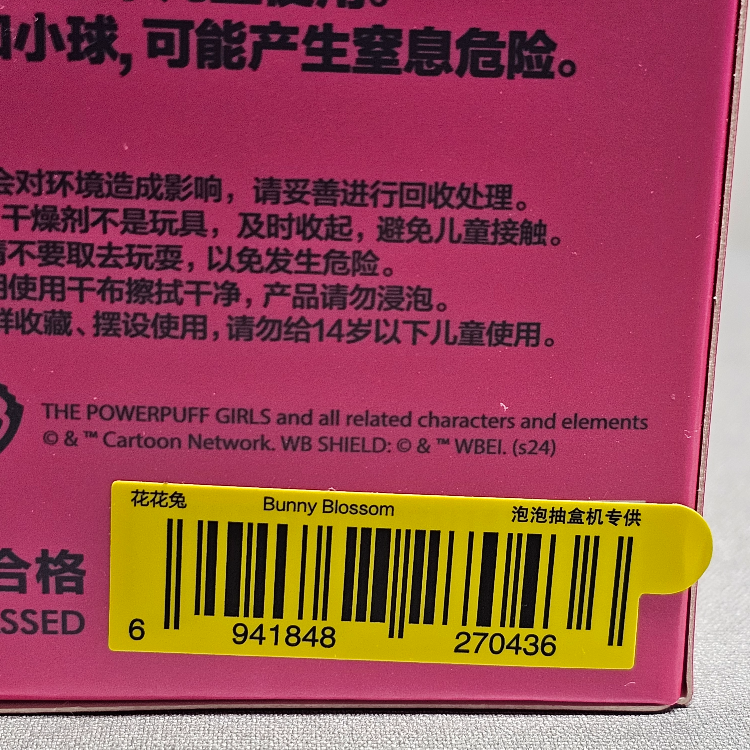 小球，可能产生窒息危险。
会对环境造成影响，请妥善进行回收处理。
干燥剂不是玩具，及时收起，避免儿童接触。
请不要取去玩耍，以免发生危险。
使用干布擦拭干净，产品请勿浸泡。
收藏、摆设使用，请勿给14岁以下儿童使用。
THE POWERPUFF GIRLS and all related characters and elements
© & ™ Cartoon Network. WB SHIELD: © & ™ WBEI. (s24)
花花兔 Bunny Blossom 泡泡抽盒机专供
合格
SSED
6 941848 270436